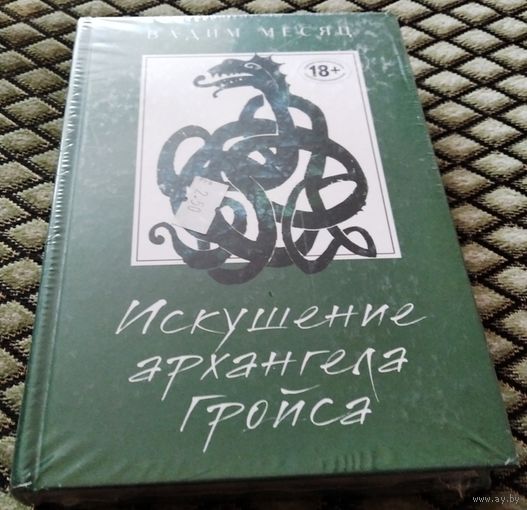 ВАДИМ МЕСЯЦ
18+
2,50
Искушение
архангела
Гройса
www.ay.by